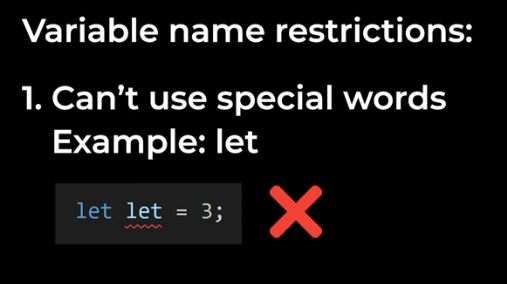 Variable name restrictions:
1. Can’t use special words
Example: let
let let = 3;